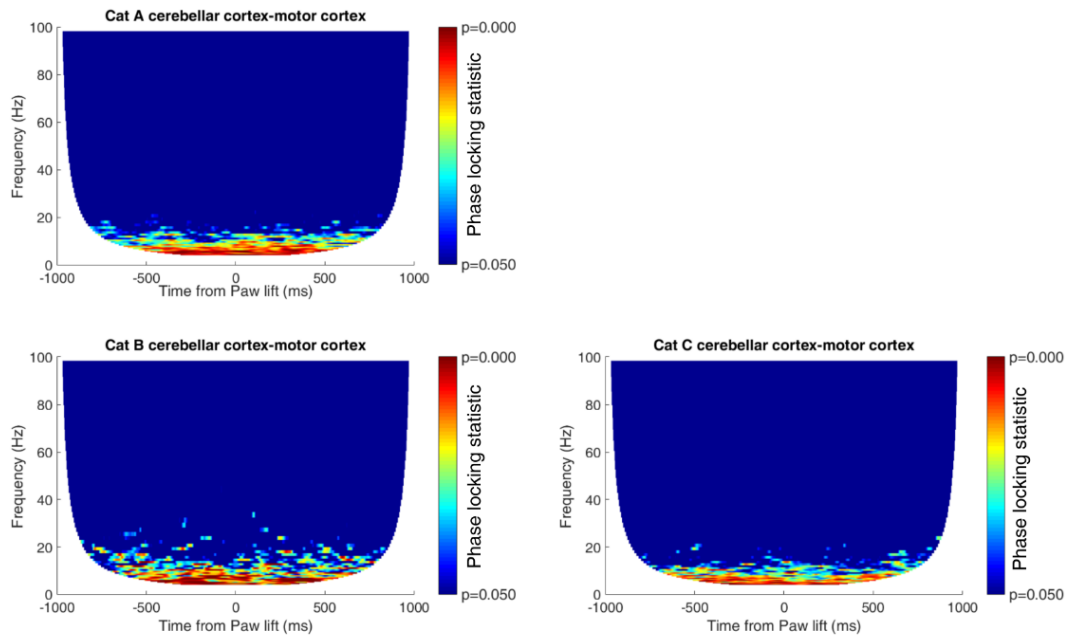 Cat A cerebellar cortex-motor cortex
100
80
60
40
20
0
Frequency (Hz)
-1000
-500
0
500
1000
Time from Paw lift (ms)
p=0.000
p=0.050
Phase locking statistic
Cat B cerebellar cortex-motor cortex
100
80
60
40
20
0
Frequency (Hz)
-1000
-500
0
500
1000
Time from Paw lift (ms)
p=0.000
p=0.050
Phase locking statistic
Cat C cerebellar cortex-motor cortex
100
80
60
40
20
0
Frequency (Hz)
-1000
-500
0
500
1000
Time from Paw lift (ms)
p=0.000
p=0.050
Phase locking statistic